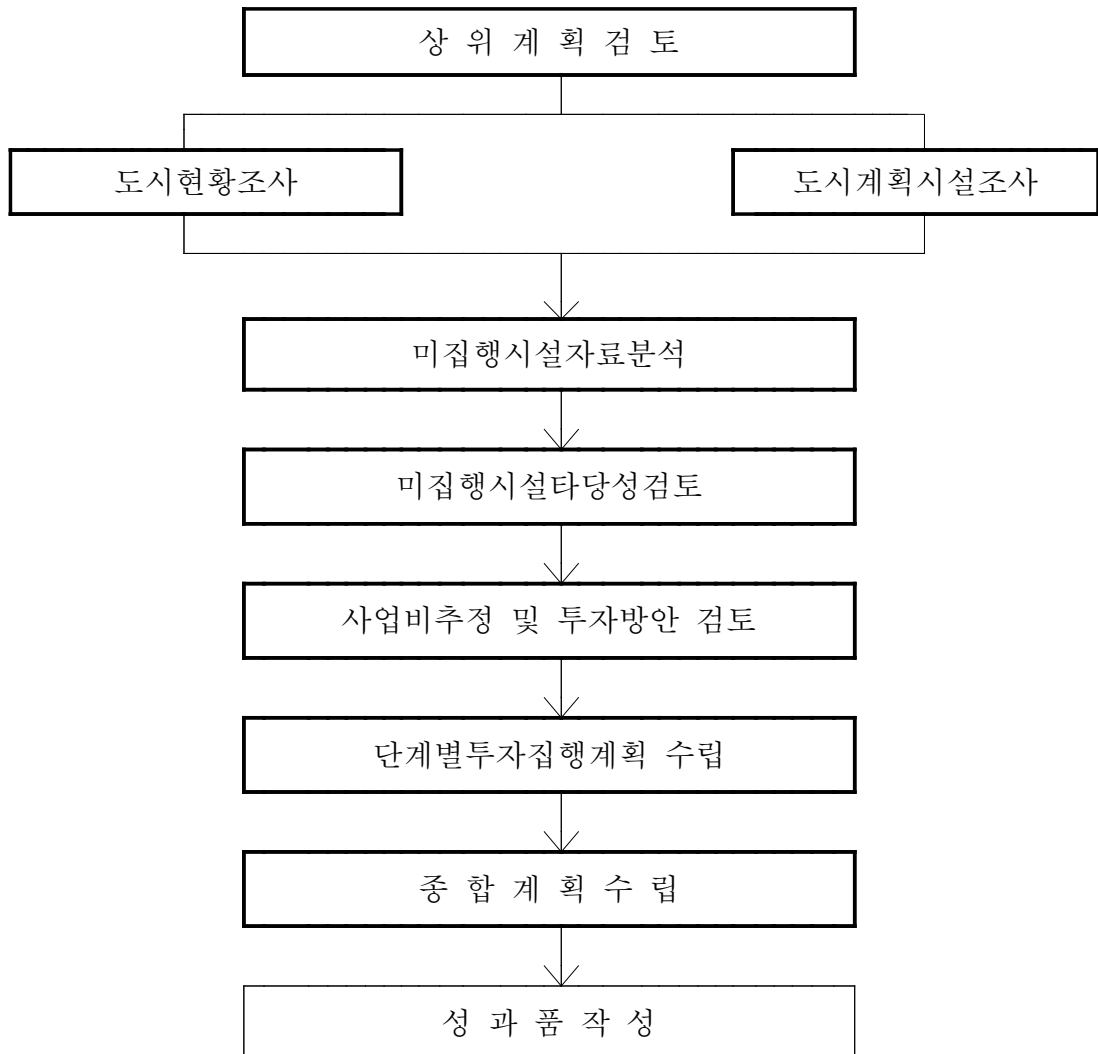 상 위 계 획 검 토
도시현황조사
도시계획시설조사
미집행시설자료분석
미집행시설타당성검토
사업비추정 및 투자방안 검토
단계별투자집행계획 수립
종 합 계 획 수 립
성 과 품 작 성